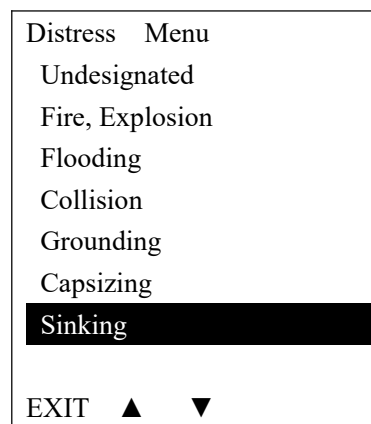 Distress Menu
Undesignated
Fire, Explosion
Flooding
Collision
Grounding
Capsizing
Sinking
EXIT ▲ ▼